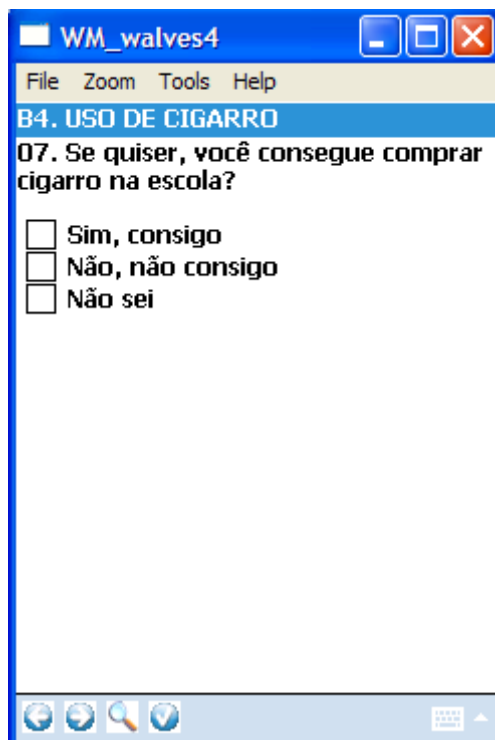 WM_walves4
File Zoom Tools Help
B4. USO DE CIGARRO
07. Se quiser, você consegue comprar
cigarro na escola?
Sim, consigo
Não, não consigo
Não sei